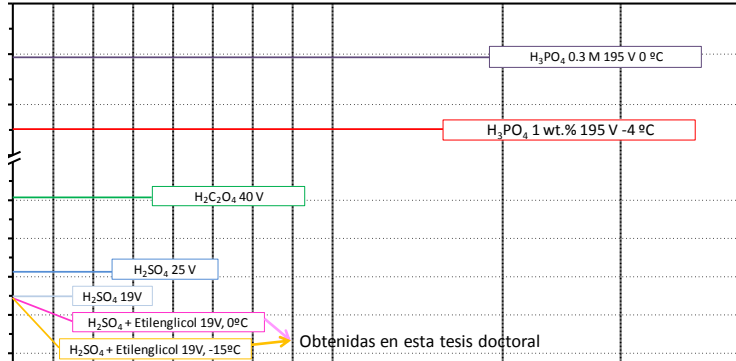 H₃PO₄ 0.3 M 195 V 0 ºC
H₃PO₄ 1 wt.% 195 V -4 ºC
H₂C₂O₄ 40 V
H₂SO₄ 25 V
H₂SO₄ 19V
H₂SO₄ + Etilenglicol 19V, 0ºC
Obtenidas en esta tesis doctoral
H₂SO₄ + Etilenglicol 19V, -15ºC